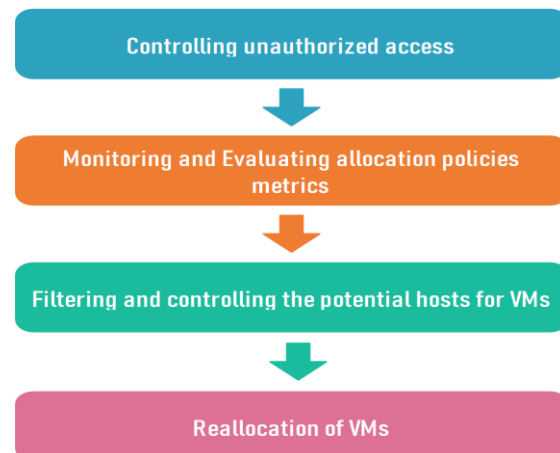 Controlling unauthorized access
Monitoring and Evaluating allocation policies
metrics
Filtering and controlling the potential hosts for VMs
Reallocation of VMs